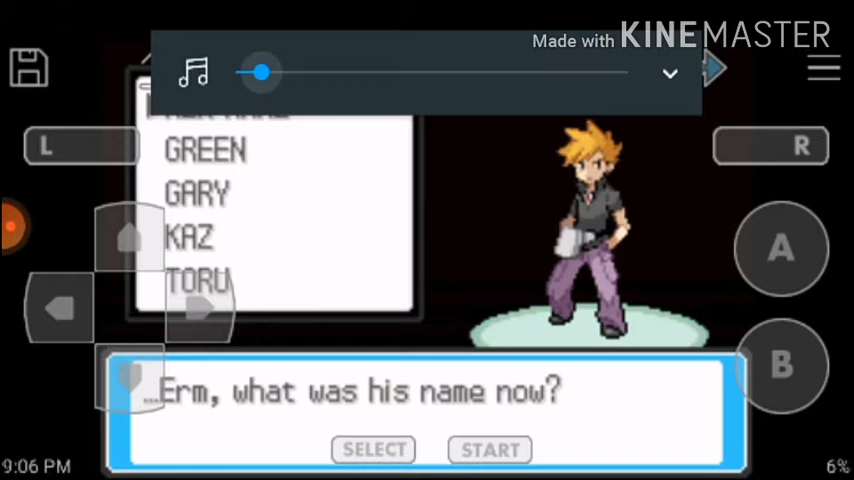 Made with KINEMASTER
L
R
GREEN
GARY
KAZ
TORU
A
B
...Erm, what was his name now?
SELECT
START
9:06 PM
6%